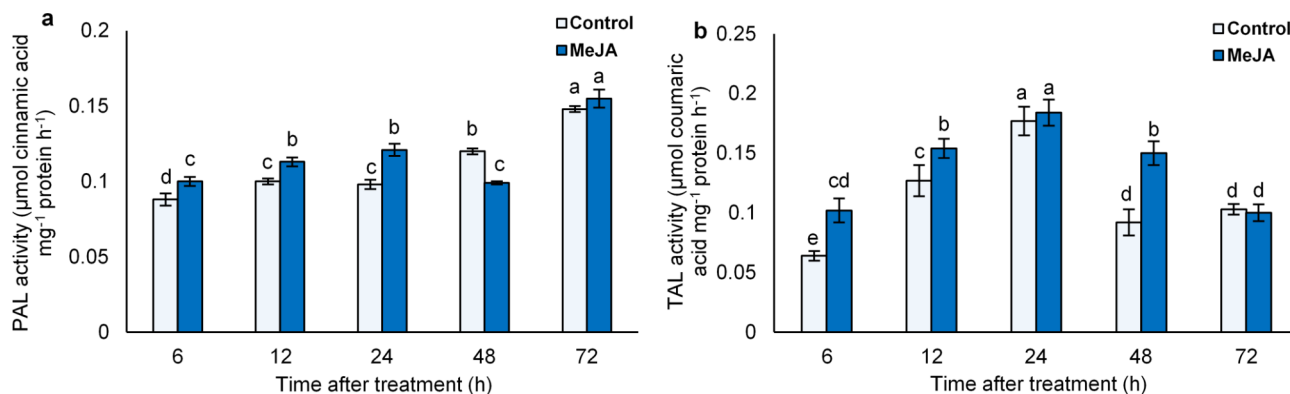 a
PAL activity (μmol cinnamic acid
mg⁻¹ protein h⁻¹)
0.2
0.15
0.1
0.05
0
Control
MeJA
d c c b c b b c a a
6 12 24 48 72
Time after treatment (h)
b
TAL activity (μmol coumaric
acid mg⁻¹ protein h⁻¹)
0.25
0.2
0.15
0.1
0.05
0
Control
MeJA
e cd c b a a d b d d
6 12 24 48 72
Time after treatment (h)